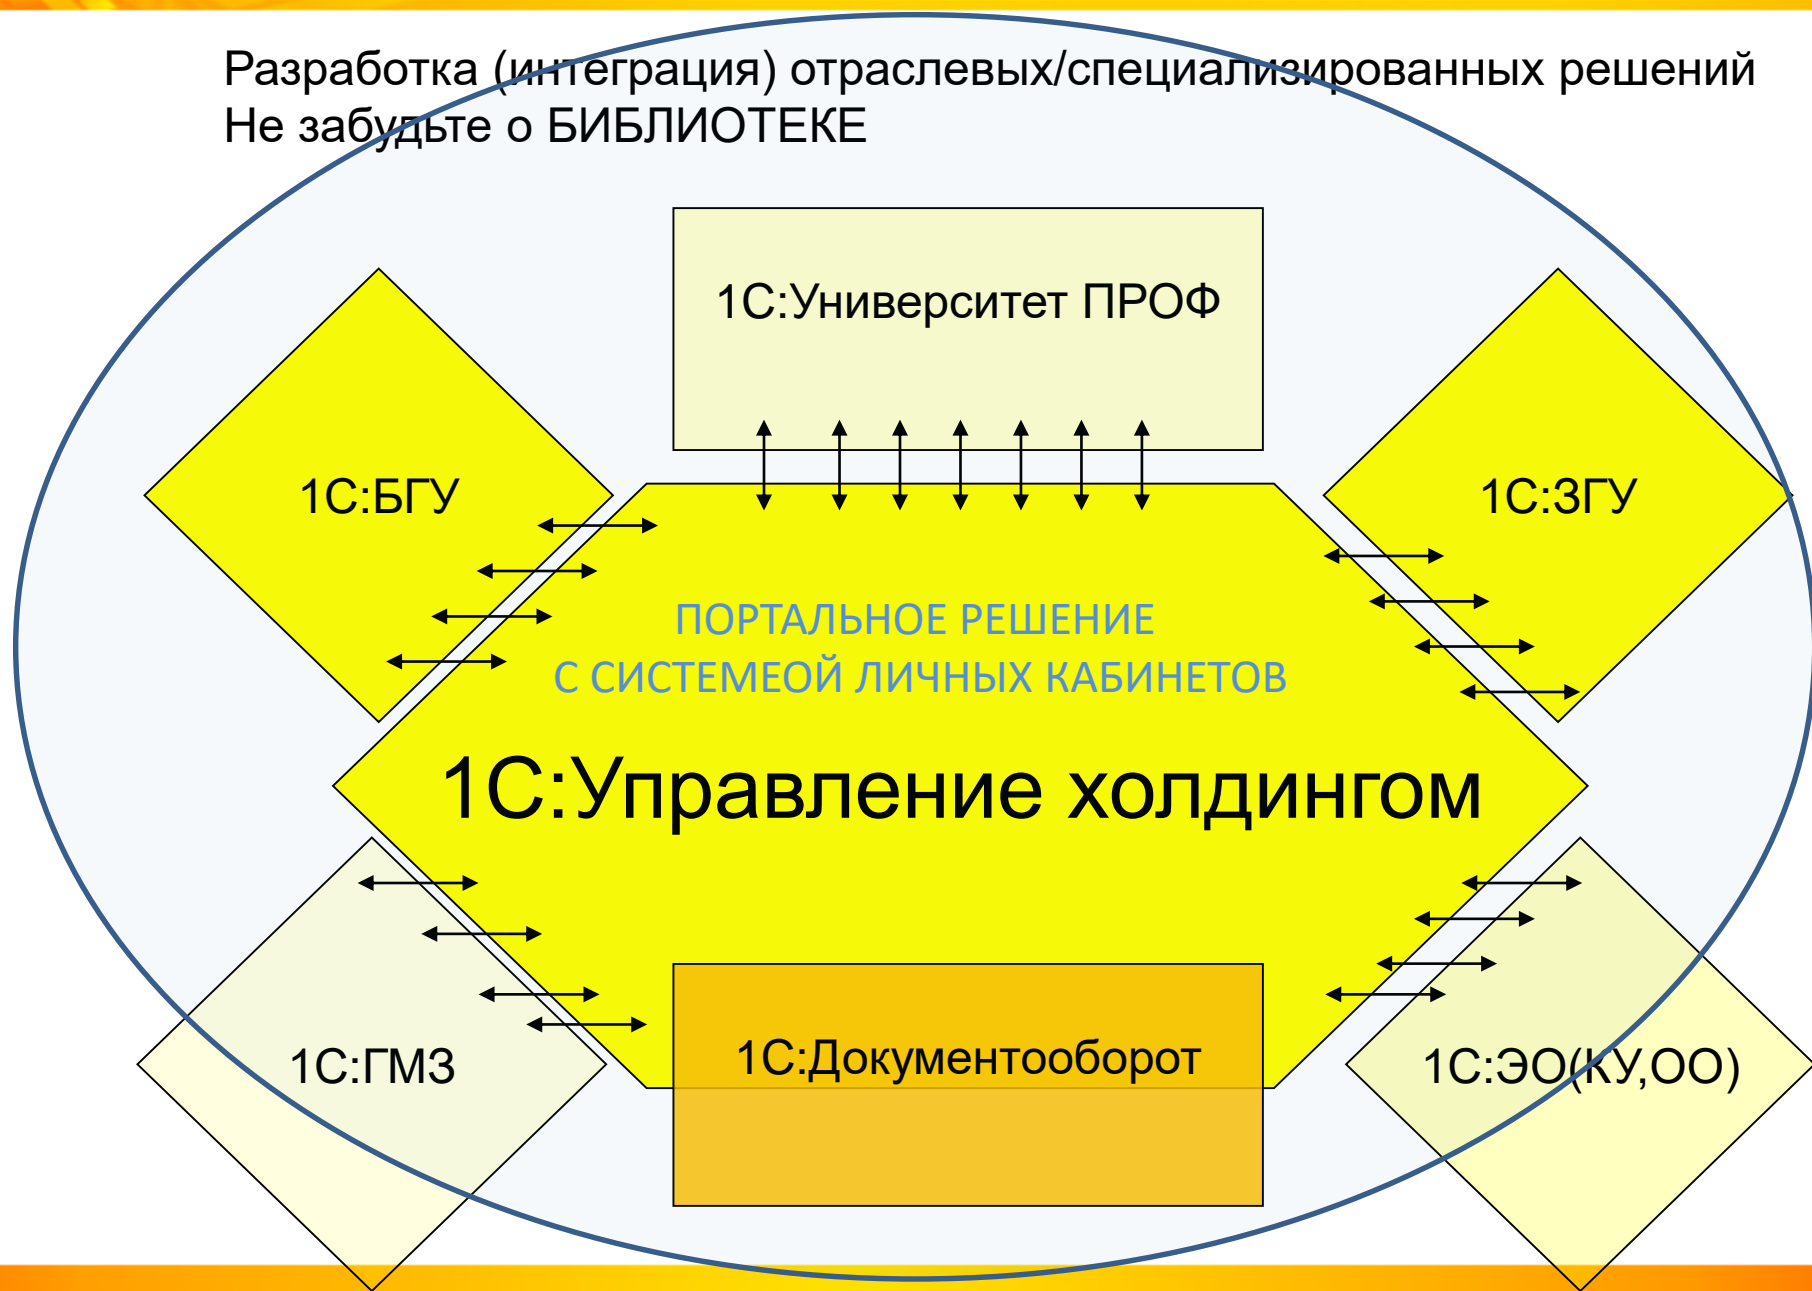 Разработка (интеграция) отраслевых/специализированных решений
Не забудьте о БИБЛИОТЕКЕ
1С:Университет ПРОФ
1С:БГУ
1С:ЗГУ
ПОРТАЛЬНОЕ РЕШЕНИЕ
С СИСТЕМЕОЙ ЛИЧНЫХ КАБИНЕТОВ
1С:Управление холдингом
1С:ГМЗ
1С:Документооборот
1С:ЭО(КУ,ОО)